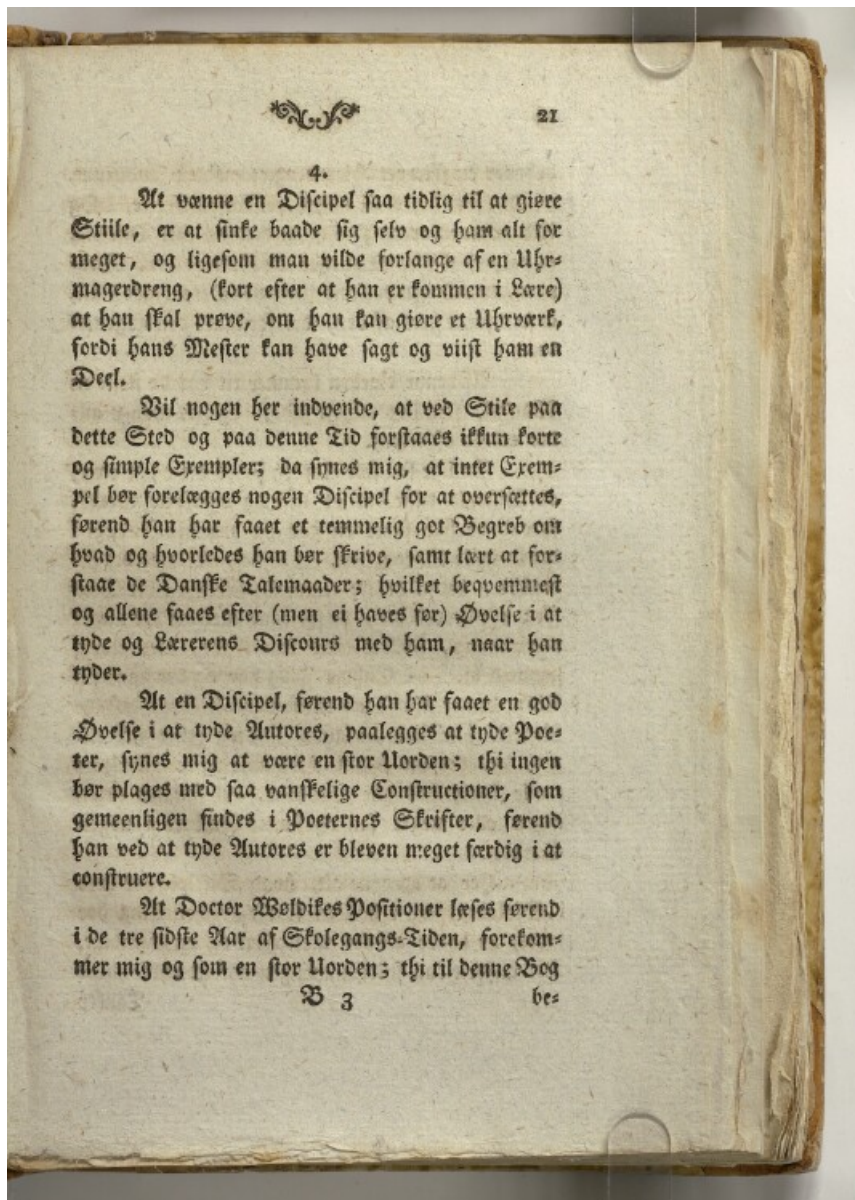 21
4.
At vænne en Discipel saa tidlig til at giøre
Stiile, er at sinke baade sig selv og ham alt for
meget, og ligesom man vilde forlange af en Uhr-
magerdreng, (kort efter at han er kommen i Lære)
at han skal prøve, om han kan giøre et Uhrværk,
fordi hans Mester kan have sagt og viist ham en
Deel.
Vil nogen her indvende, at ved Stile paa
dette Sted og paa denne Tid forstaaes ikkun korte
og simple Exempler; da synes mig, at intet Exem-
pel bør forelægges nogen Discipel for at oversættes,
førend han har faaet et temmelig got Begreb om
hvad og hvorledes han bør skrive, samt lært at for-
staae de Danske Talemaader; hvilket beqvemmest
og allene faaes efter (men ei haves før) Øvelse i at
tyde og Lærerens Discours med ham, naar han
tyder.
At en Discipel, førend han har faaet en god
Øvelse i at tyde Autores, paalegges at tyde Poe-
ter, synes mig at være en stor Uorden; thi ingen
bør plages med saa vanskelige Constructioner, som
gemeenligen findes i Poeternes Skrifter, førend
han ved at tyde Autores er bleven meget færdig i at
construere.
At Doctor Wøldikes Positioner læses førend
i de tre sidste Aar af Skolegangs-Tiden, forekom-
mer mig og som en stor Uorden; thi til denne Bog
B 3 be-